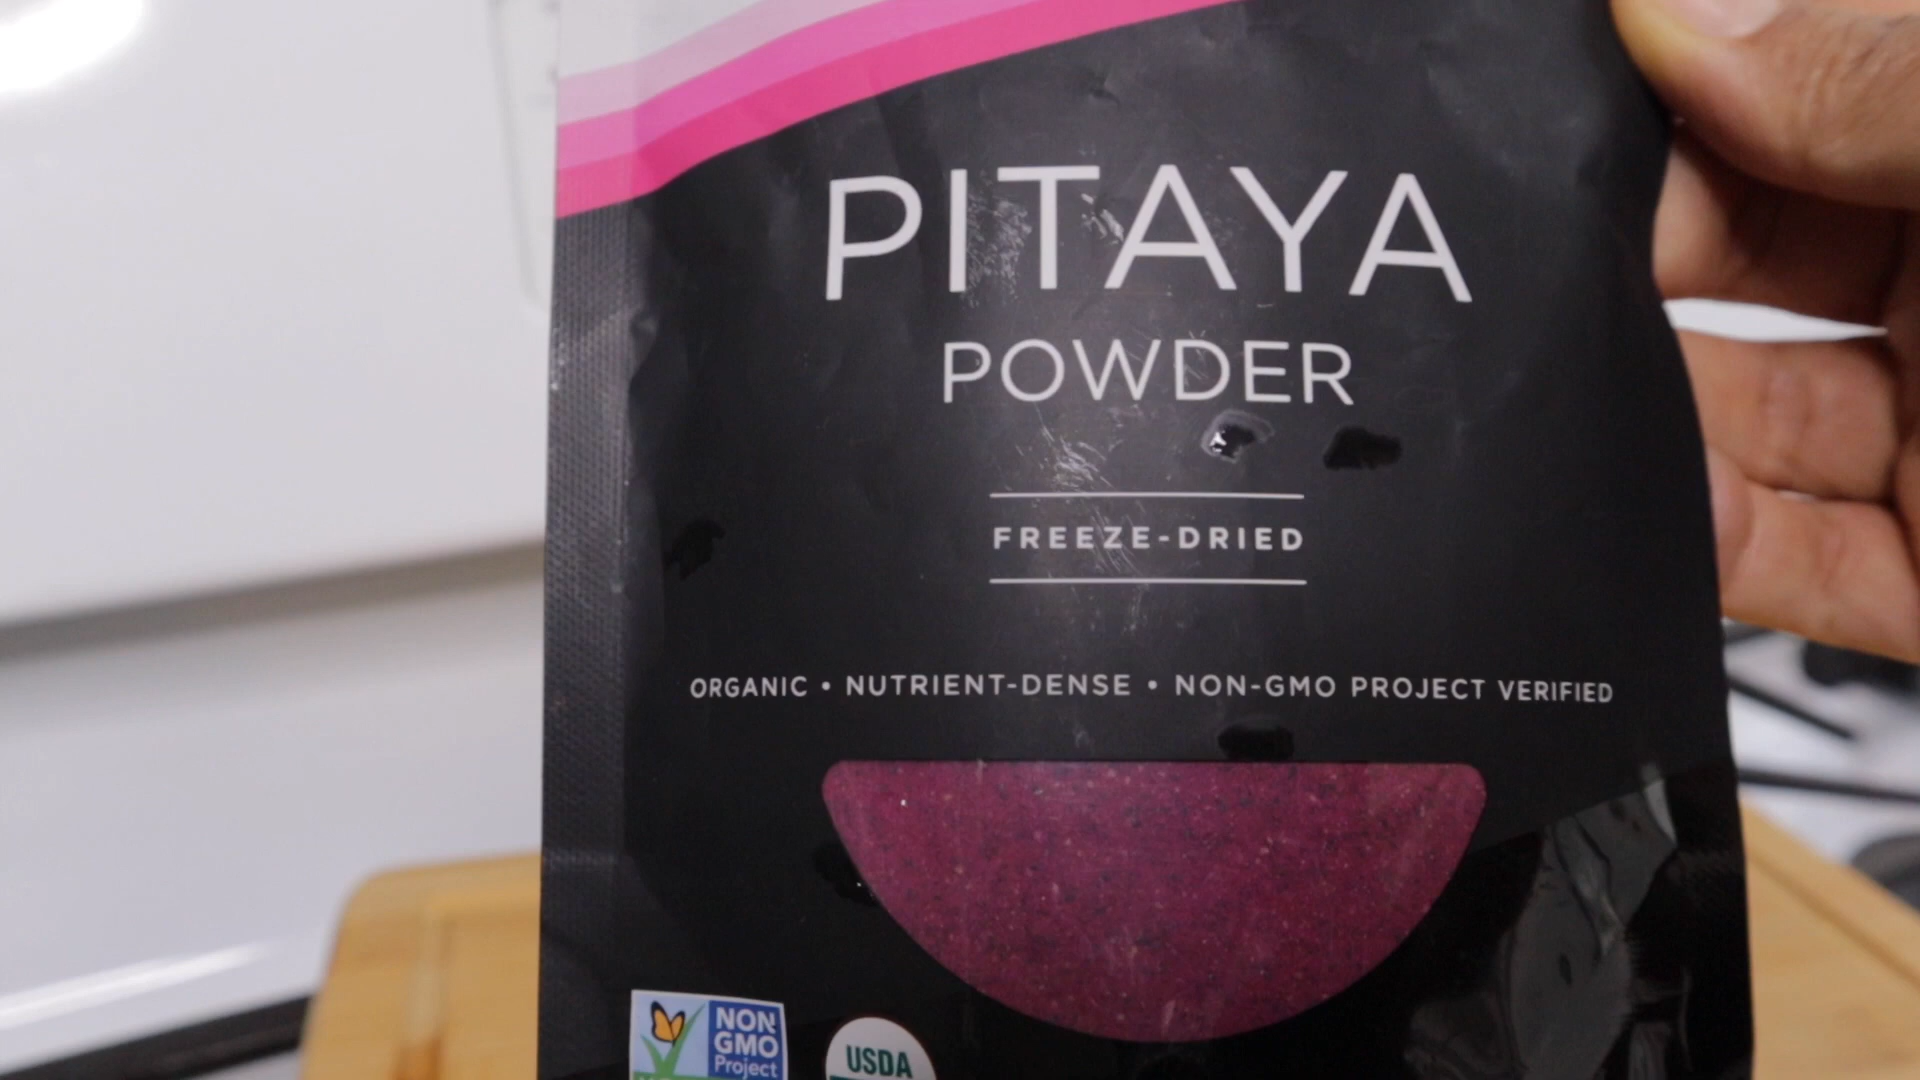 PITAYA
POWDER
FREEZE-DRIED
ORGANIC • NUTRIENT-DENSE • NON-GMO PROJECT VERIFIED
NON
GMO
Project
USDA